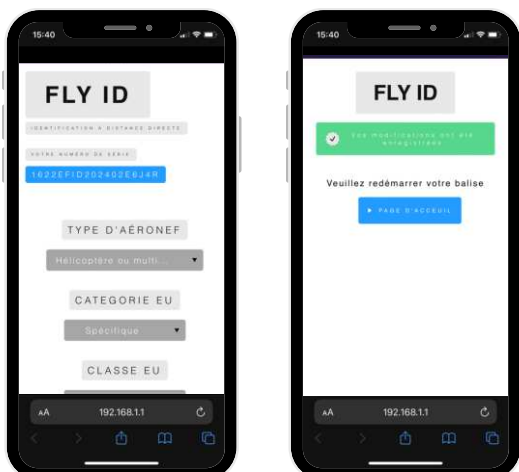 15:40
FLY ID
IDENTIFICATION A DISTANCE DIRECTE
VOTRE NUMÉRO DE SÉRIE
1622EFID202402E6J4R
TYPE D'AÉRONEF
Hélicoptère ou multi...
CATEGORIE EU
Spécifique
CLASSE EU
AA 192.168.1.1
15:40
FLY ID
Vos modifications ont été
enregistrées
Veuillez redémarrer votre balise
PAGE D'ACCEUIL
AA 192.168.1.1